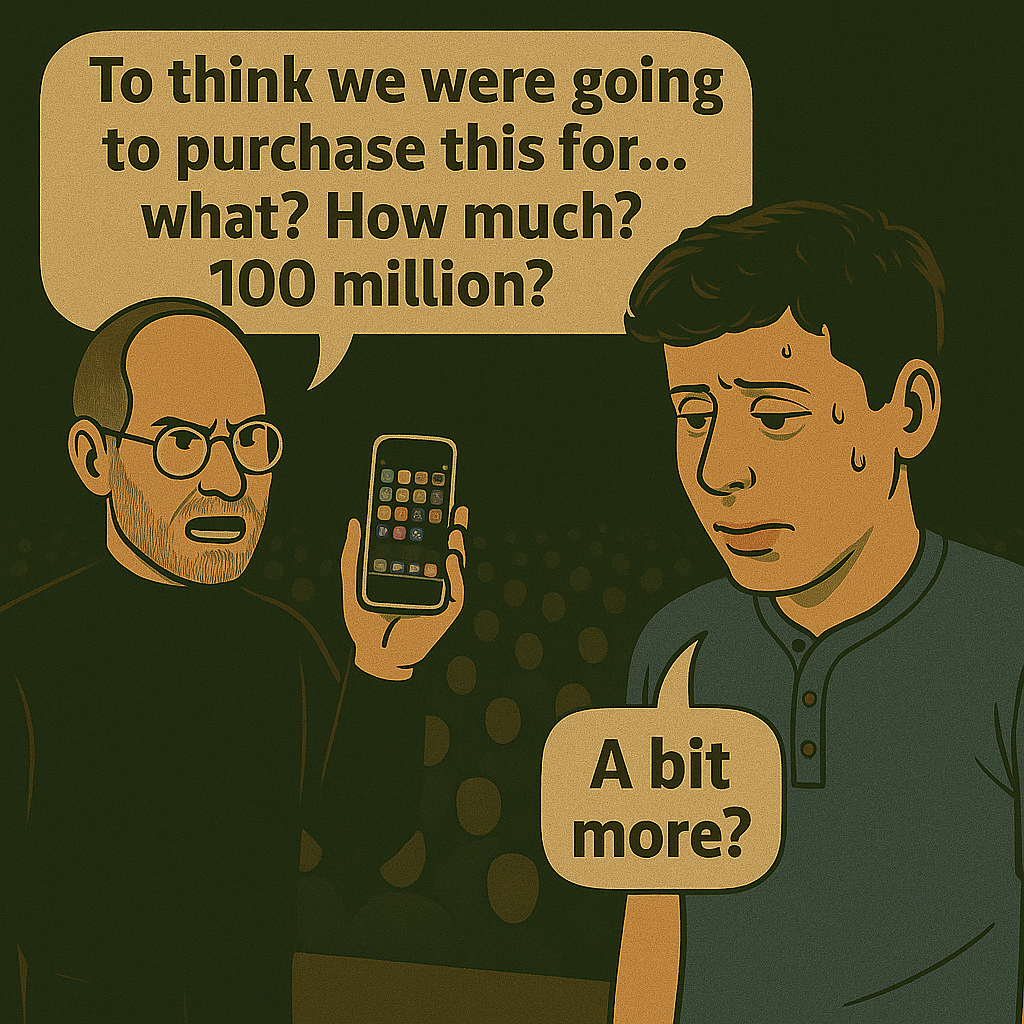 To think we were going
to purchase this for...
what? How much?
100 million?
A bit
more?